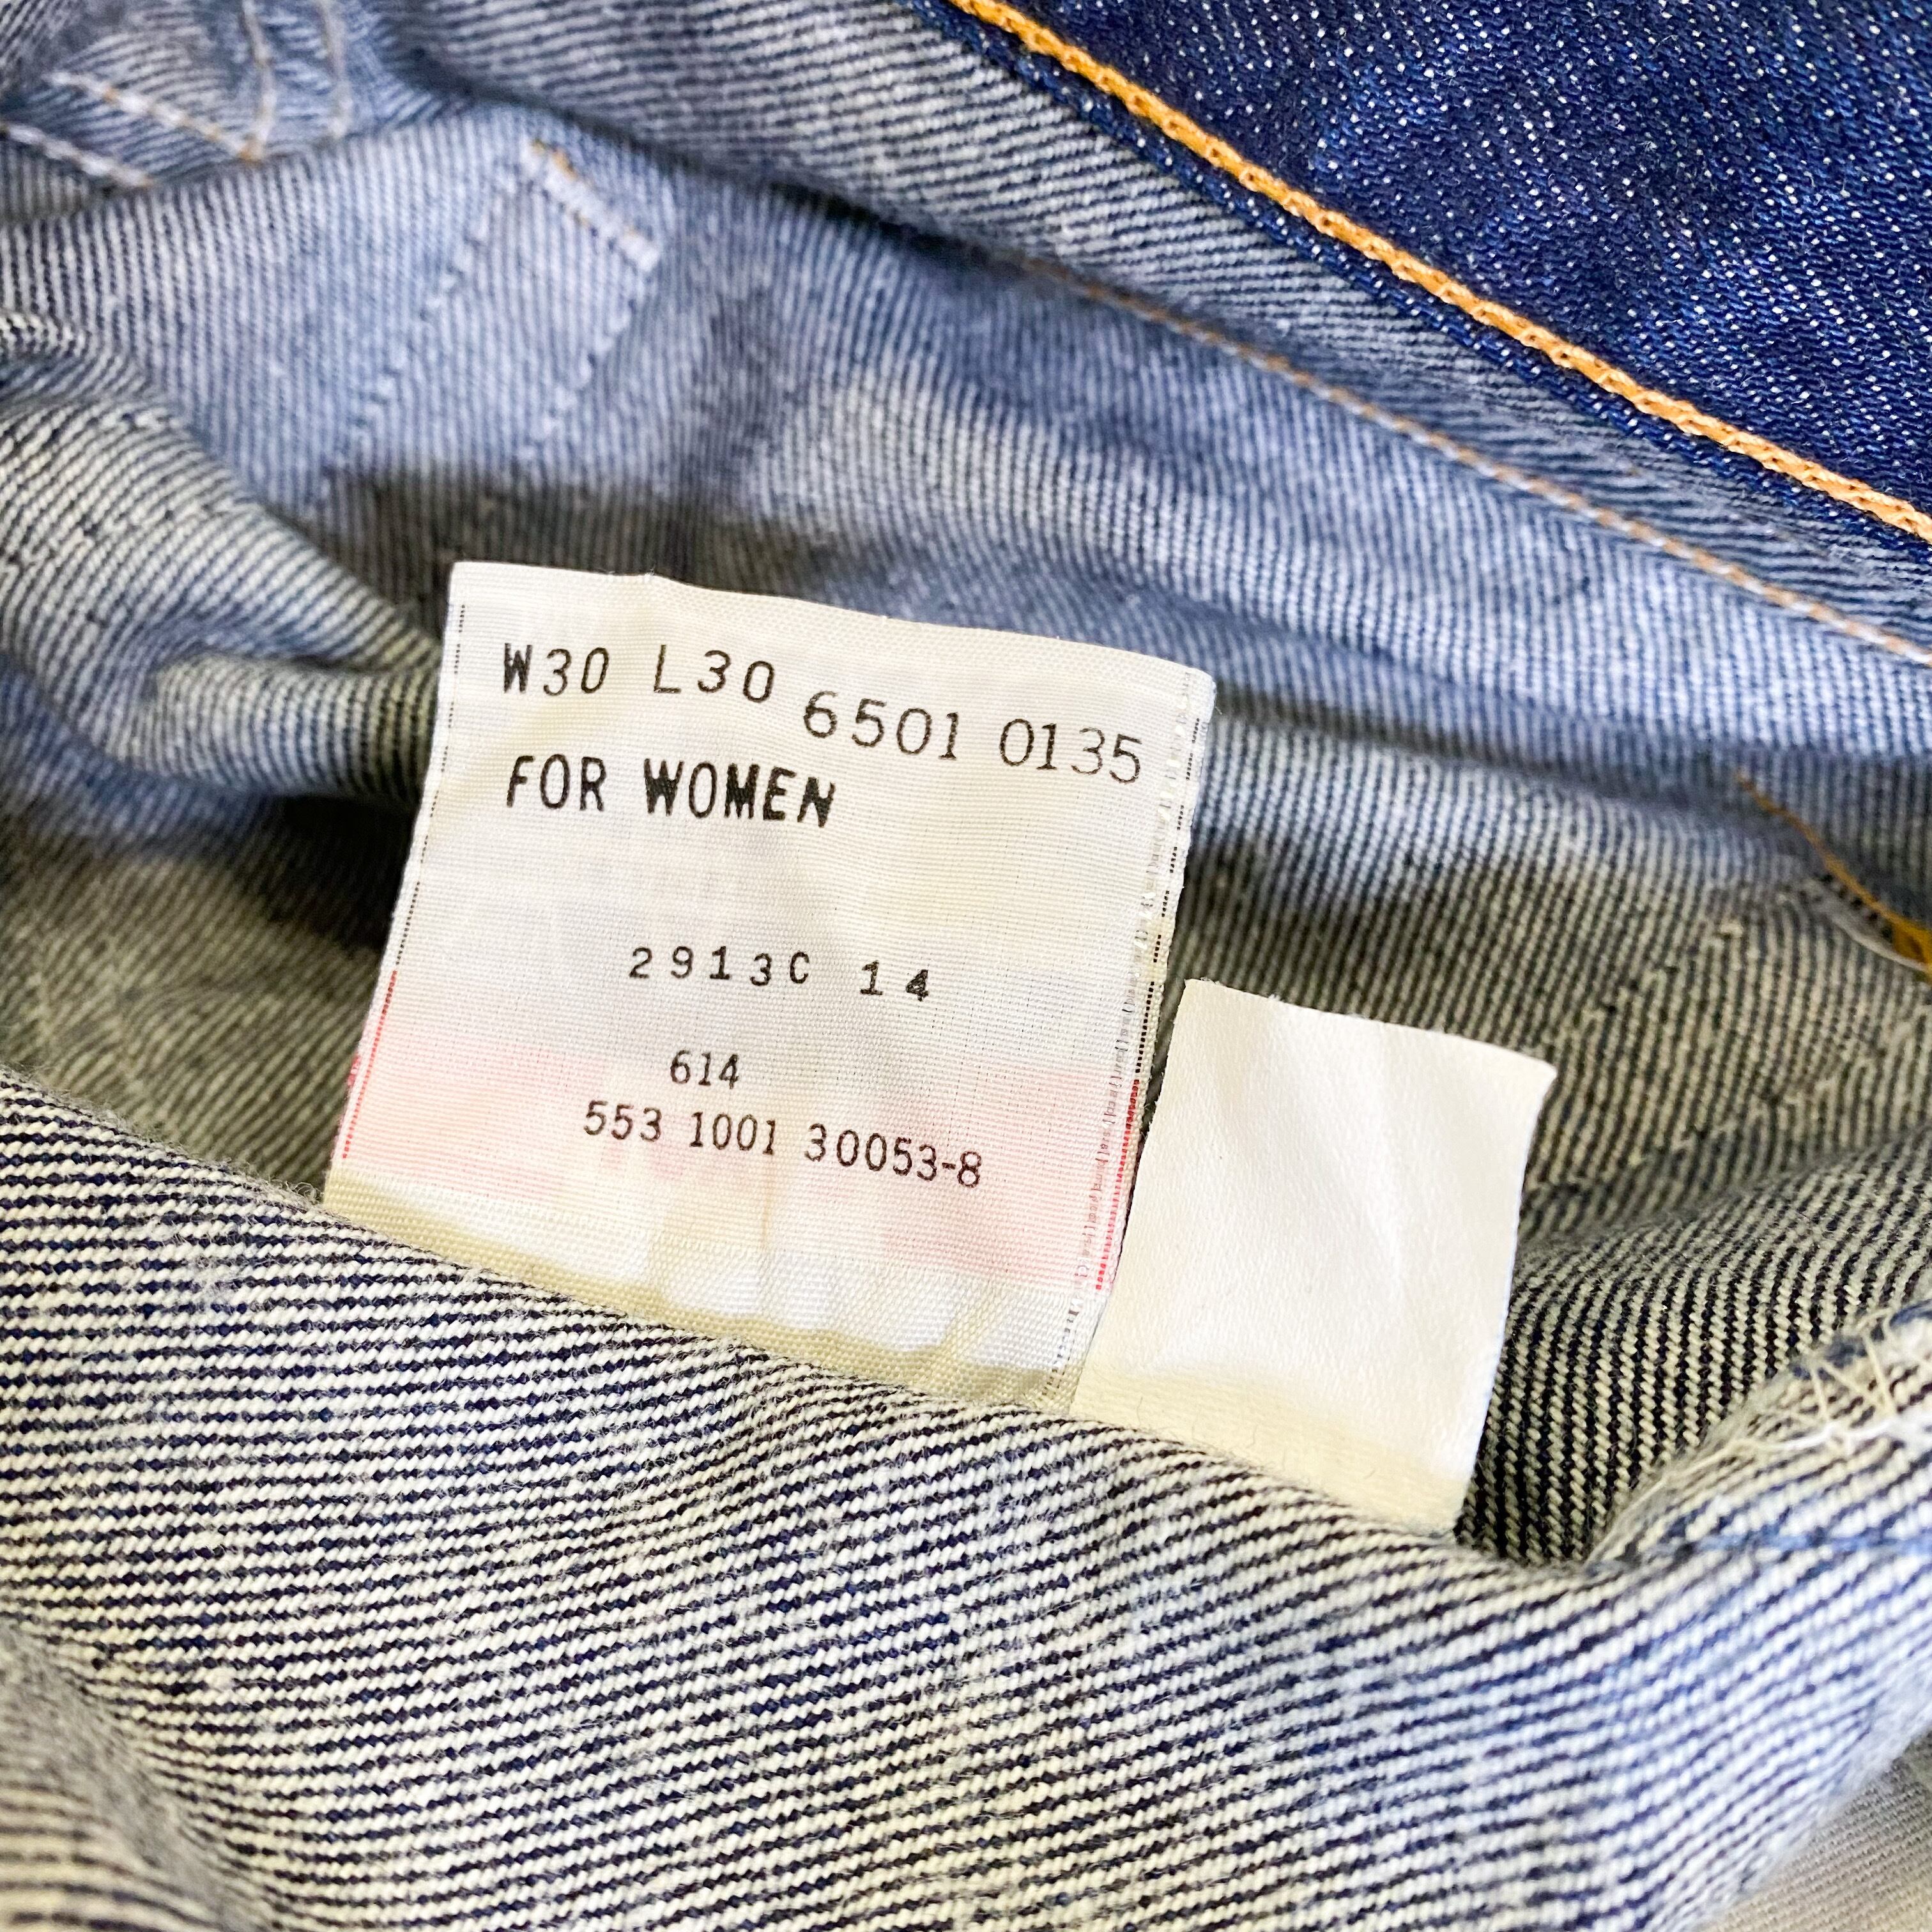 W30 L30 6501 0135
FOR WOMEN
2913C 14
614
553 1001 30053-8